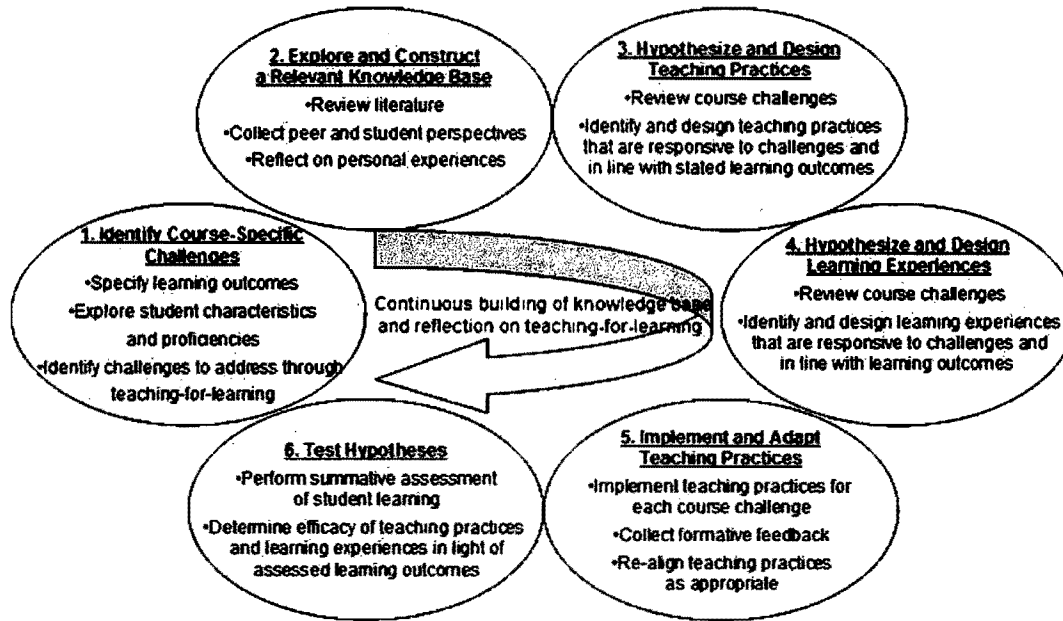 2. Explore and Construct
a Relevant Knowledge Base
•Review literature
•Collect peer and student perspectives
•Reflect on personal experiences
3. Hypothesize and Design
Teaching Practices
•Review course challenges
•Identify and design teaching practices
that are responsive to challenges and
in line with stated learning outcomes
1. Identify Course-Specific
Challenges
•Specify learning outcomes
•Explore student characteristics
and proficiencies
•Identify challenges to address through
teaching-for-learning
Continuous building of knowledge base
and reflection on teaching-for-learning
4. Hypothesize and Design
Learning Experiences
•Review course challenges
•Identify and design learning experiences
that are responsive to challenges and
in line with learning outcomes
6. Test Hypotheses
•Perform summative assessment
of student learning
•Determine efficacy of teaching practices
and learning experiences in light of
assessed learning outcomes
5. Implement and Adapt
Teaching Practices
•Implement teaching practices for
each course challenge
•Collect formative feedback
•Re-align teaching practices
as appropriate